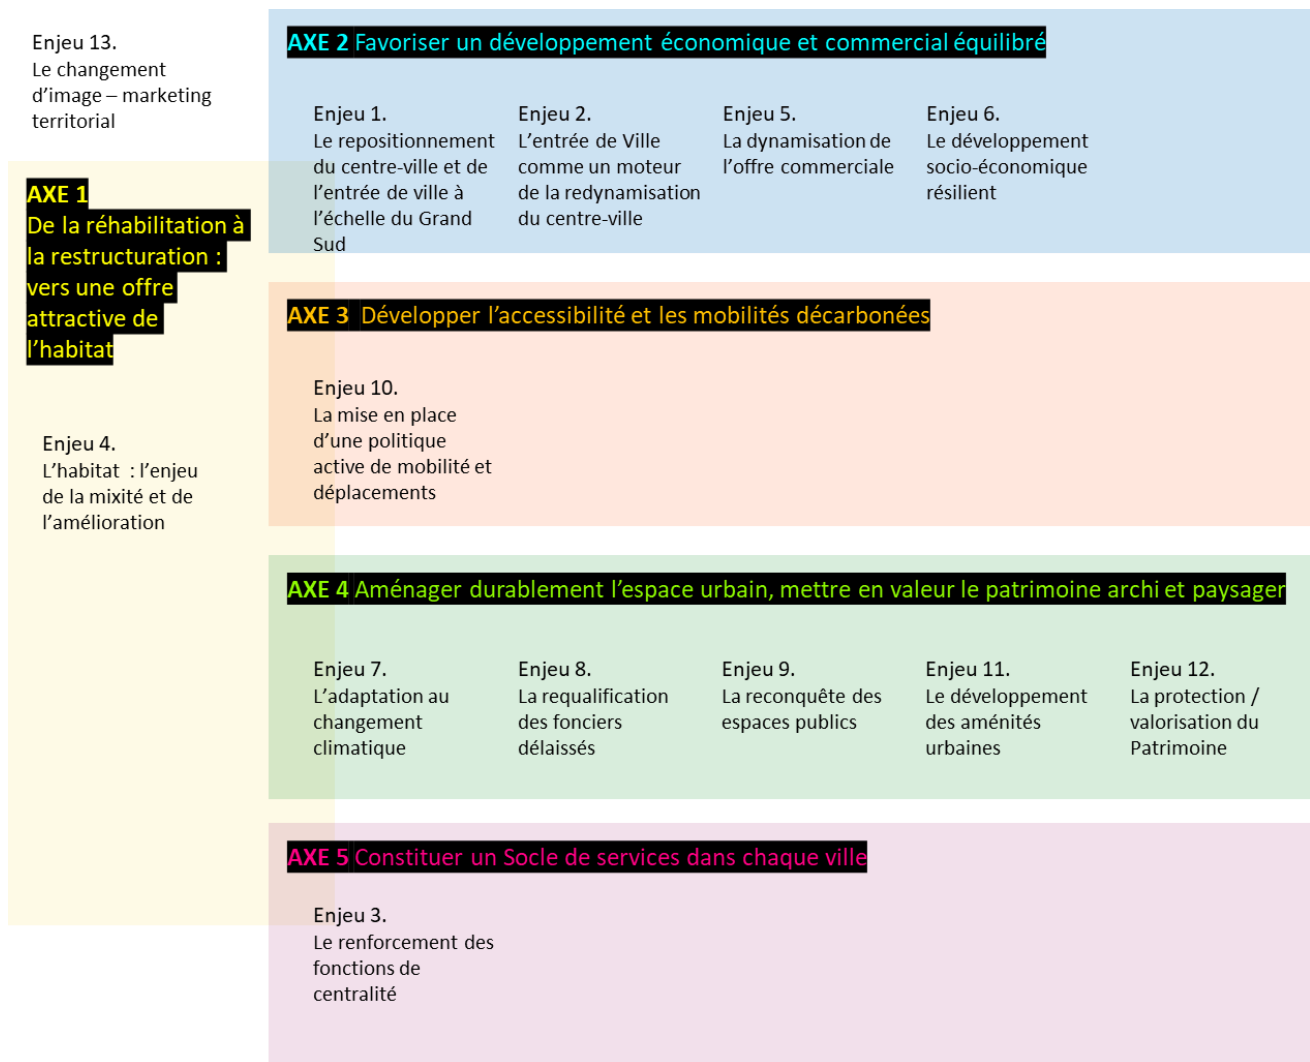 Enjeu 13.
Le changement
d’image – marketing
territorial
AXE 1
De la réhabilitation à
la restructuration :
vers une offre
attractive de
l’habitat
Enjeu 4.
L’habitat : l’enjeu
de la mixité et de
l’amélioration
AXE 2 Favoriser un développement économique et commercial équilibré
Enjeu 1.
Le repositionnement
du centre-ville et de
l’entrée de ville à
l’échelle du Grand
Sud
Enjeu 2.
L’entrée de Ville
comme un moteur
de la redynamisation
du centre-ville
Enjeu 5.
La dynamisation de
l’offre commerciale
Enjeu 6.
Le développement
socio-économique
résilient
AXE 3 Développer l’accessibilité et les mobilités décarbonées
Enjeu 10.
La mise en place
d’une politique
active de mobilité et
déplacements
AXE 4 Aménager durablement l’espace urbain, mettre en valeur le patrimoine archi et paysager
Enjeu 7.
L’adaptation au
changement
climatique
Enjeu 8.
La requalification
des fonciers
délaissés
Enjeu 9.
La reconquête des
espaces publics
Enjeu 11.
Le développement
des aménités
urbaines
Enjeu 12.
La protection /
valorisation du
Patrimoine
AXE 5 Constituer un Socle de services dans chaque ville
Enjeu 3.
Le renforcement des
fonctions de
centralité